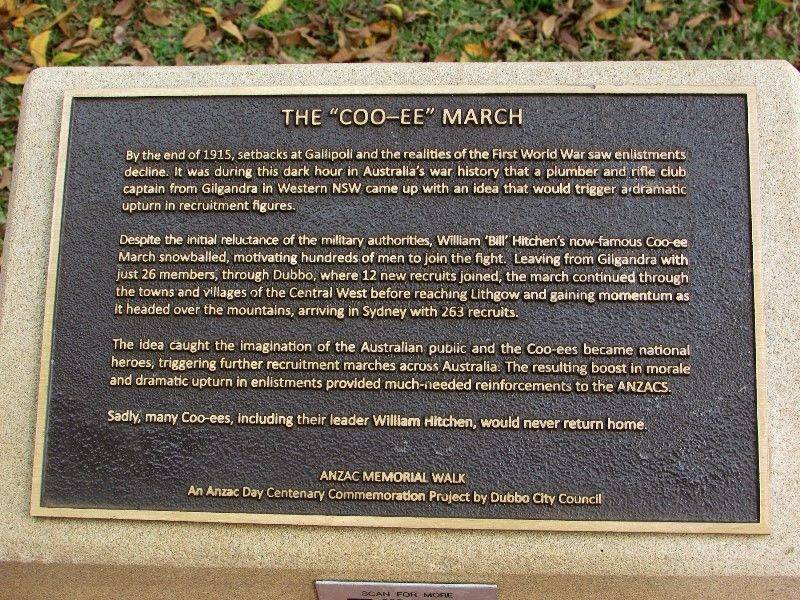 THE "COO–EE" MARCH
By the end of 1915, setbacks at Gallipoli and the realities of the First World War saw enlistments
decline. It was during this dark hour in Australia's war history that a plumber and rifle club
captain from Gilgandra in Western NSW came up with an idea that would trigger a dramatic
upturn in recruitment figures.
Despite the initial reluctance of the military authorities, William 'Bill' Hitchen's now-famous Coo-ee
March snowballed, motivating hundreds of men to join the fight. Leaving from Gilgandra with
just 26 members, through Dubbo, where 12 new recruits joined, the march continued through
the towns and villages of the Central West before reaching Lithgow and gaining momentum as
it headed over the mountains, arriving in Sydney with 263 recruits.
The idea caught the imagination of the Australian public and the Coo-ees became national
heroes, triggering further recruitment marches across Australia. The resulting boost in morale
and dramatic upturn in enlistments provided much-needed reinforcements to the ANZACS.
Sadly, many Coo-ees, including their leader William Hitchen, would never return home.
ANZAC MEMORIAL WALK
An Anzac Day Centenary Commemoration Project by Dubbo City Council
SCAN FOR MORE